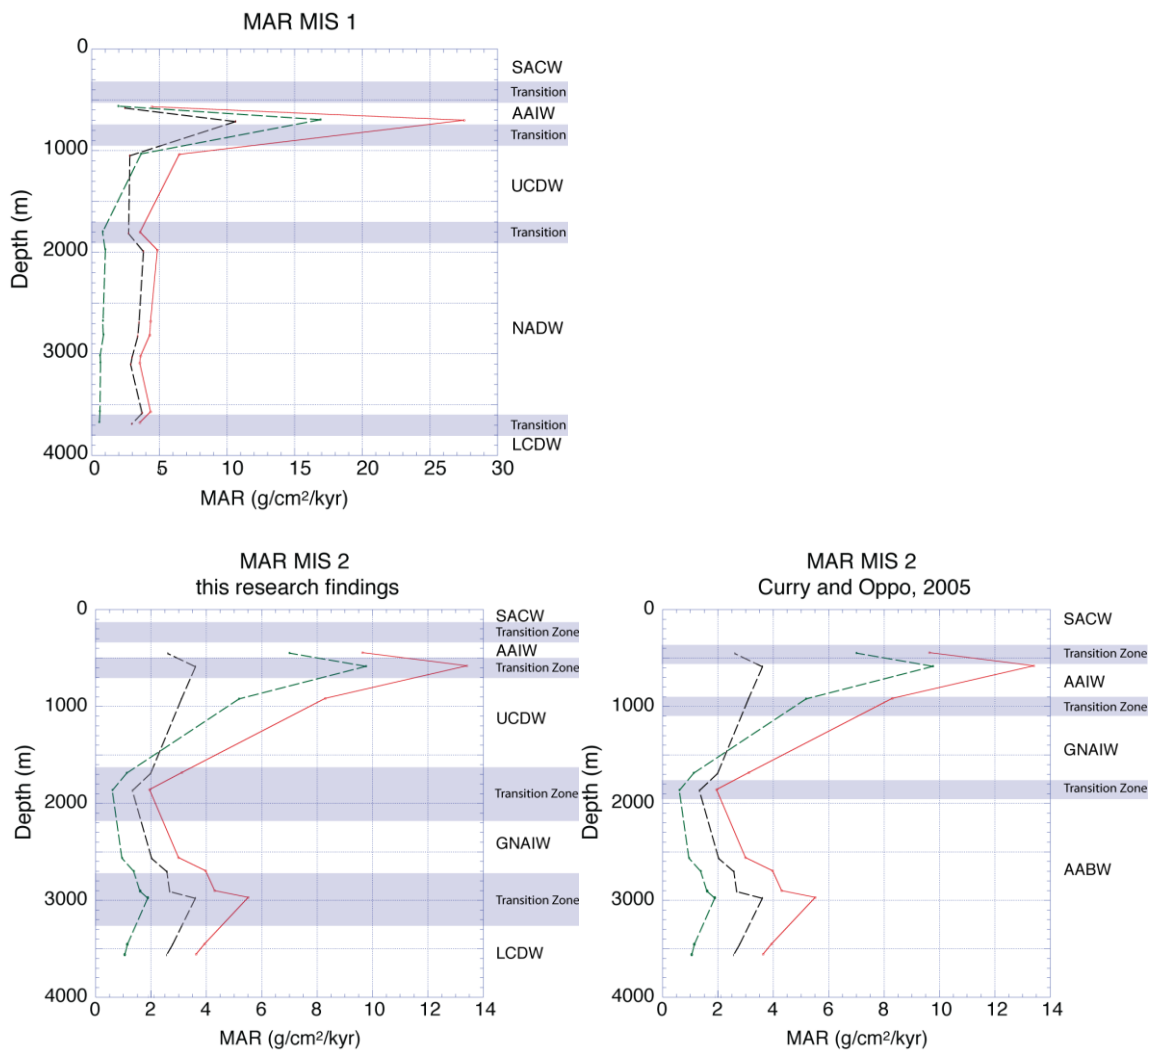 MAR MIS 1
0
SACW
Transition
AAIW
Transition
1000
UCDW
Transition
2000
Depth (m)
NADW
3000
Transition
4000
LCDW
0 5 10 15 20 25 30
MAR (g/cm²/kyr)
MAR MIS 2
this research findings
0
SACW
Transition Zone
AAIW
Transition Zone
1000
UCDW
Transition Zone
2000
Depth (m)
GNAIW
3000
Transition Zone
LCDW
4000
0 2 4 6 8 10 12 14
MAR (g/cm²/kyr)
MAR MIS 2
Curry and Oppo, 2005
0
SACW
Transition Zone
AAIW
1000
Transition Zone
GNAIW
Transition Zone
2000
Depth (m)
AABW
3000
4000
0 2 4 6 8 10 12 14
MAR (g/cm²/kyr)